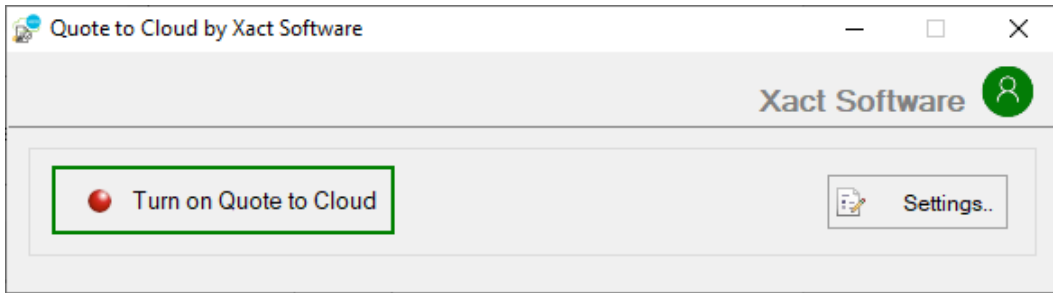 Quote to Cloud by Xact Software
Xact Software
Turn on Quote to Cloud
Settings..